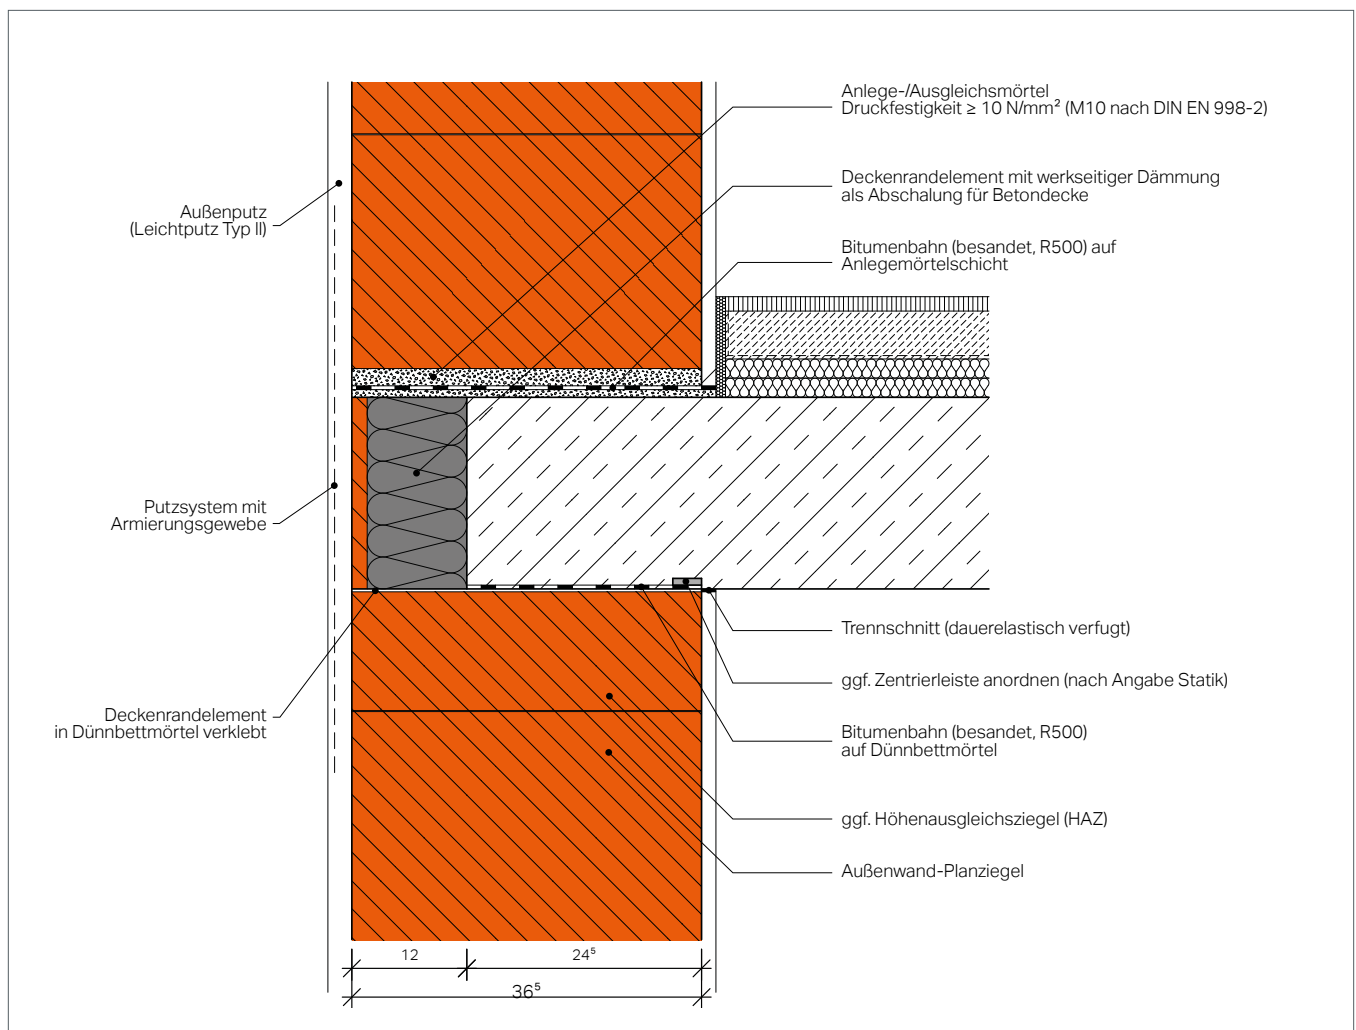 Anlege-/Ausgleichsmörtel
Druckfestigkeit ≥ 10 N/mm² (M10 nach DIN EN 998-2)
Deckenrandelement mit werkseitiger Dämmung
als Abschalung für Betondecke
Außenputz
(Leichtputz Typ II)
Bitumenbahn (besandet, R500) auf
Anlegemörtelschicht
Putzsystem mit
Armierungsgewebe
Trennschnitt (dauerelastisch verfugt)
ggf. Zentrierleiste anordnen (nach Angabe Statik)
Deckenrandelement
in Dünnbettmörtel verklebt
Bitumenbahn (besandet, R500)
auf Dünnbettmörtel
ggf. Höhenausgleichsziegel (HAZ)
Außenwand-Planziegel
12 24⁵
36⁵